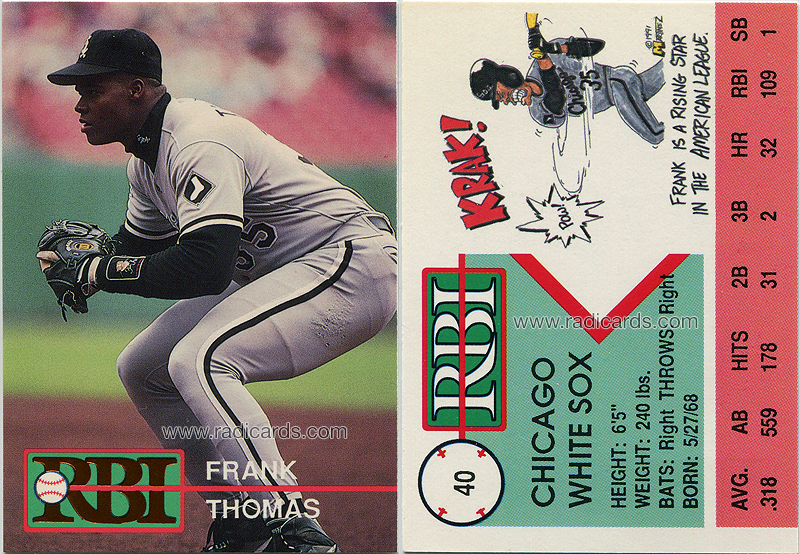 www.radicards.com
RBI
FRANK
THOMAS
KRAK!
POW!
CHICAGO
35
©1991
FRANK IS A RISING STAR
IN THE AMERICAN LEAGUE.
40
RBI
CHICAGO
WHITE SOX
HEIGHT: 6'5"
WEIGHT: 240 lbs.
BATS: Right THROWS: Right
BORN: 5/27/68
www.radicards.com
AVG. AB HITS 2B 3B HR RBI SB
.318 559 178 31 2 32 109 1